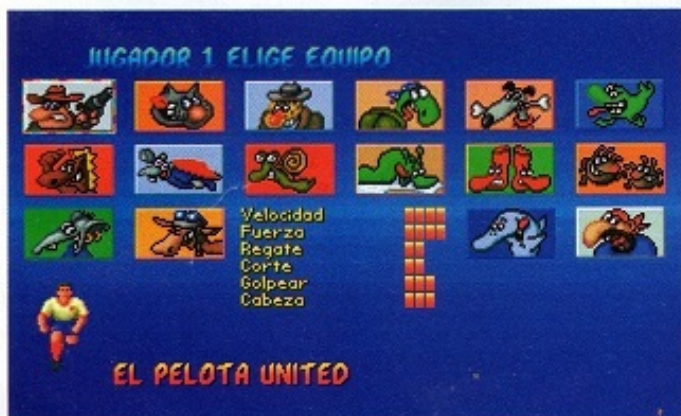 JUGADOR 1 ELIGE EQUIPO
Velocidad
Fuerza
Regate
Corte
Golpear
Cabeza
EL PELOTA UNITED